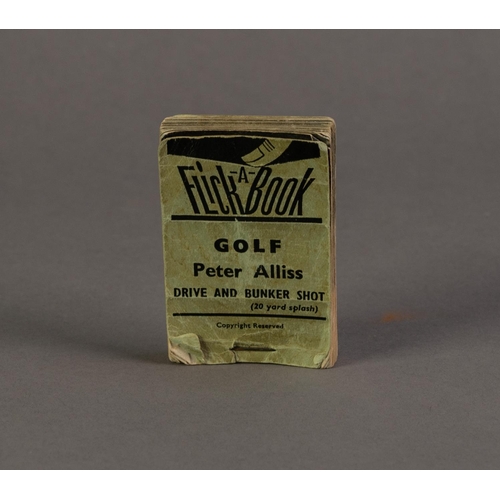 FLICK-A-BOOK
GOLF
Peter Alliss
DRIVE AND BUNKER SHOT
(20 yard splash)
Copyright Reserved